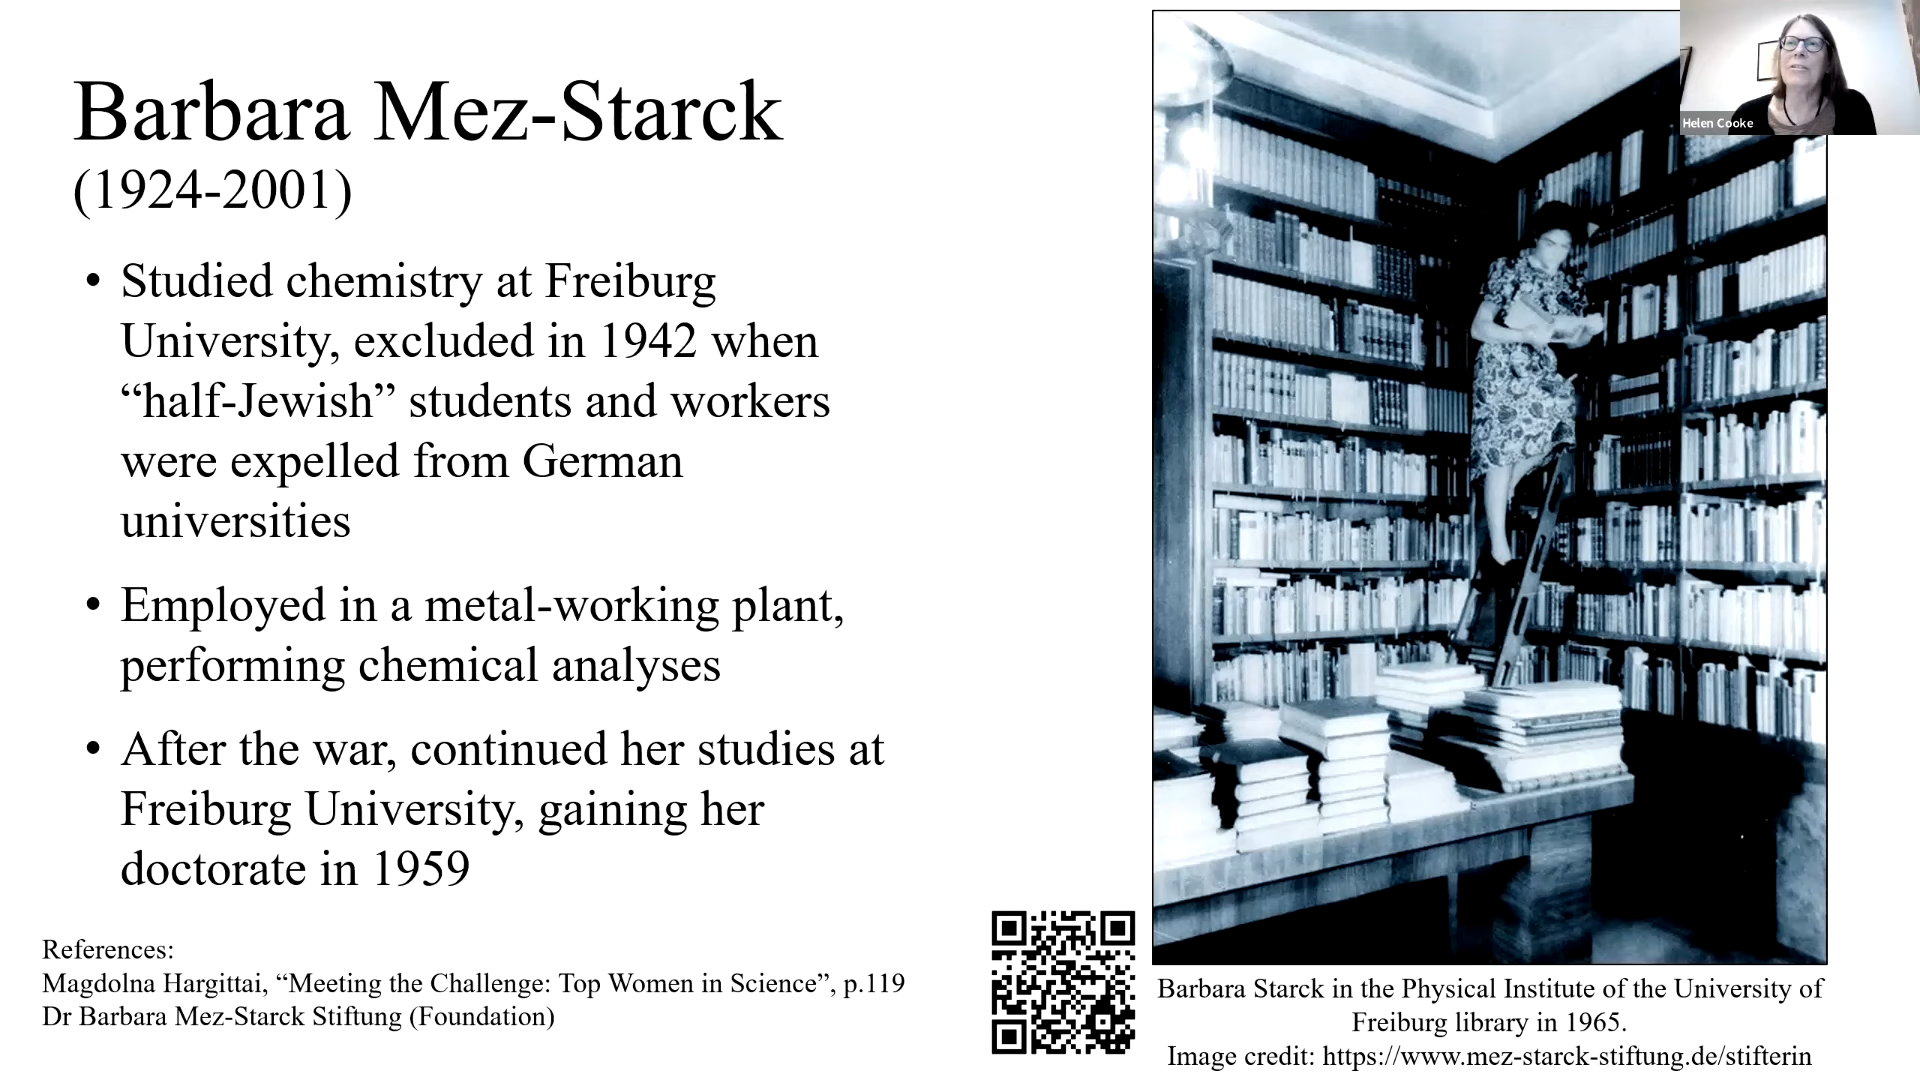 Barbara Mez-Starck
(1924-2001)
• Studied chemistry at Freiburg
University, excluded in 1942 when
“half-Jewish” students and workers
were expelled from German
universities
• Employed in a metal-working plant,
performing chemical analyses
• After the war, continued her studies at
Freiburg University, gaining her
doctorate in 1959
References:
Magdolna Hargittai, “Meeting the Challenge: Top Women in Science”, p.119
Dr Barbara Mez-Starck Stiftung (Foundation)
Helen Cooke
Barbara Starck in the Physical Institute of the University of
Freiburg library in 1965.
Image credit: https://www.mez-starck-stiftung.de/stifterin